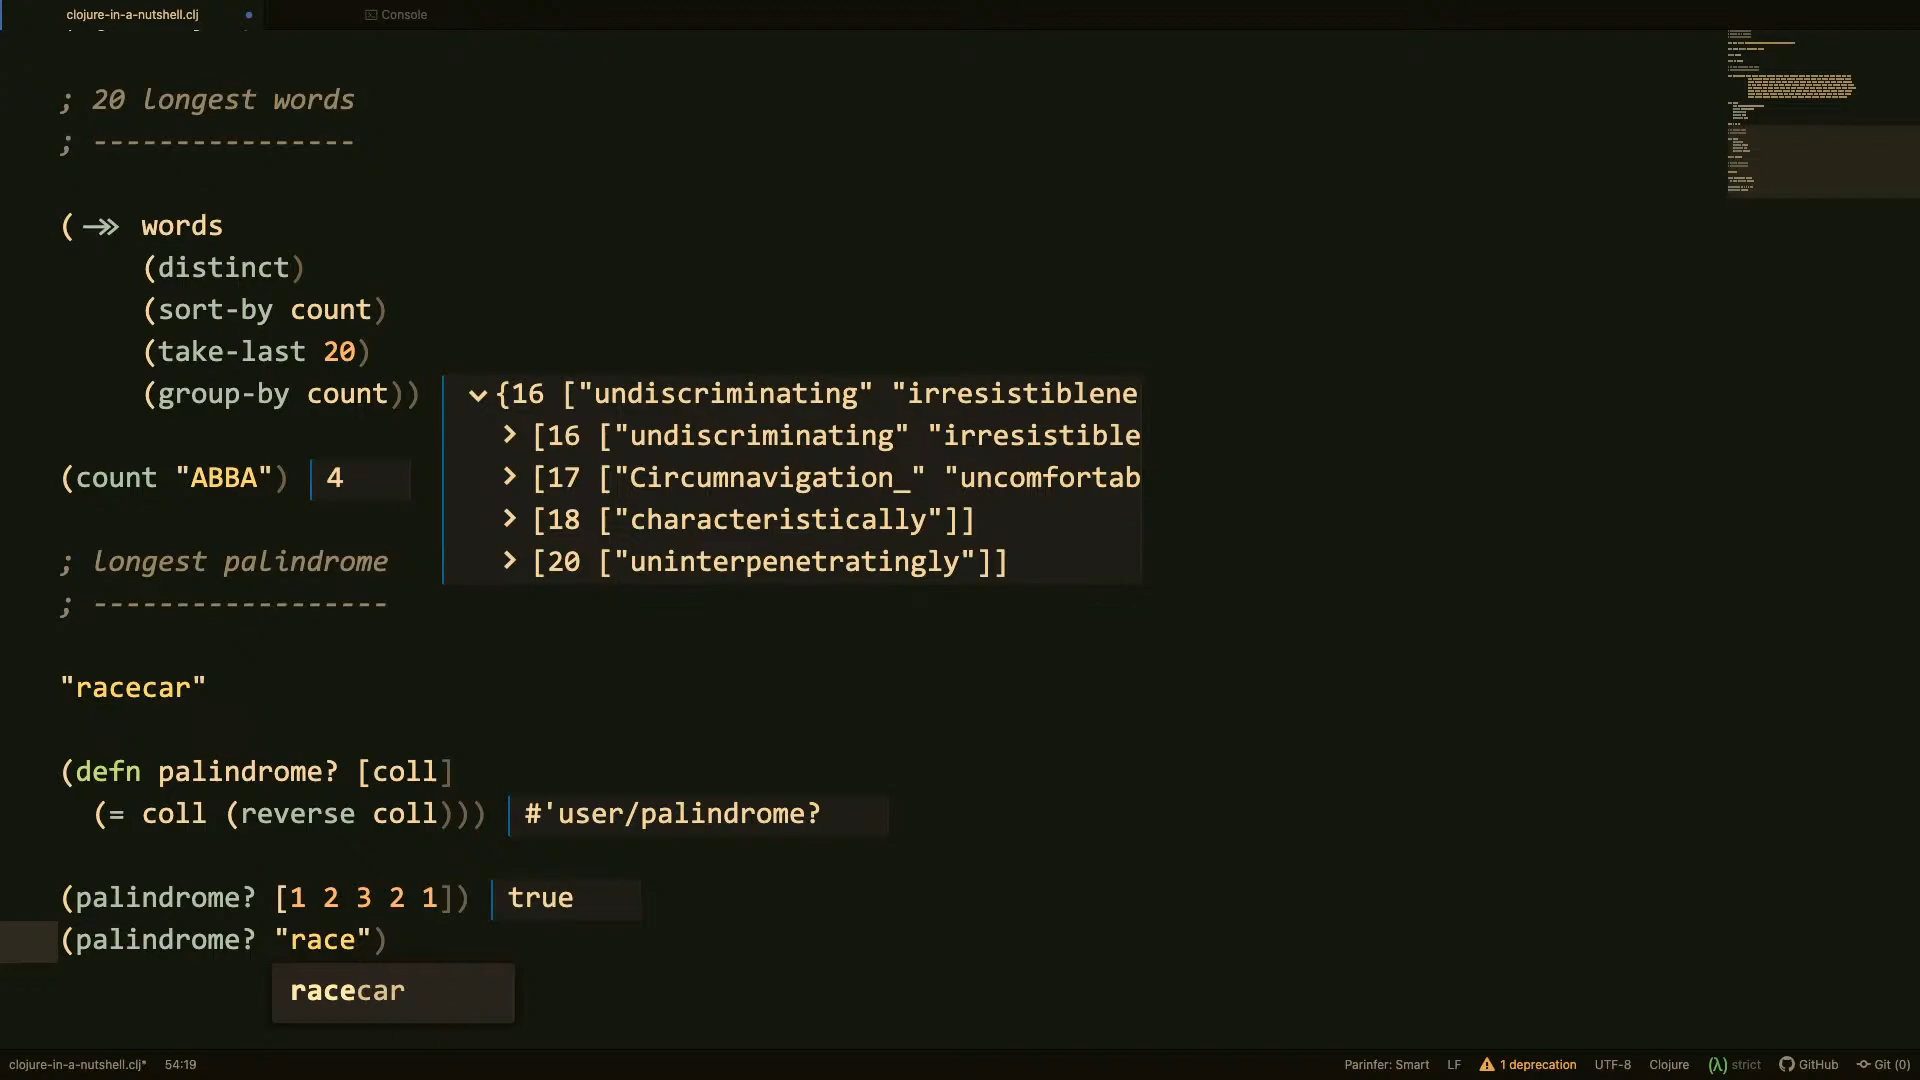 clojure-in-a-nutshell.clj
Console
; 20 longest words
; ----------------
(->> words
(distinct)
(sort-by count)
(take-last 20)
(group-by count))
{16 ["undiscriminating" "irresistiblene
[16 ["undiscriminating" "irresistible
[17 ["Circumnavigation_" "uncomfortab
[18 ["characteristically"]]
[20 ["uninterpenetratingly"]]
(count "ABBA")
4
; longest palindrome
; ------------------
"racecar"
(defn palindrome? [coll]
(= coll (reverse coll)))
#'user/palindrome?
(palindrome? [1 2 3 2 1])
true
(palindrome? "race")
racecar
clojure-in-a-nutshell.clj*
54:19
Parinfer: Smart
LF
1 deprecation
UTF-8
Clojure
(λ) strict
GitHub
Git (0)